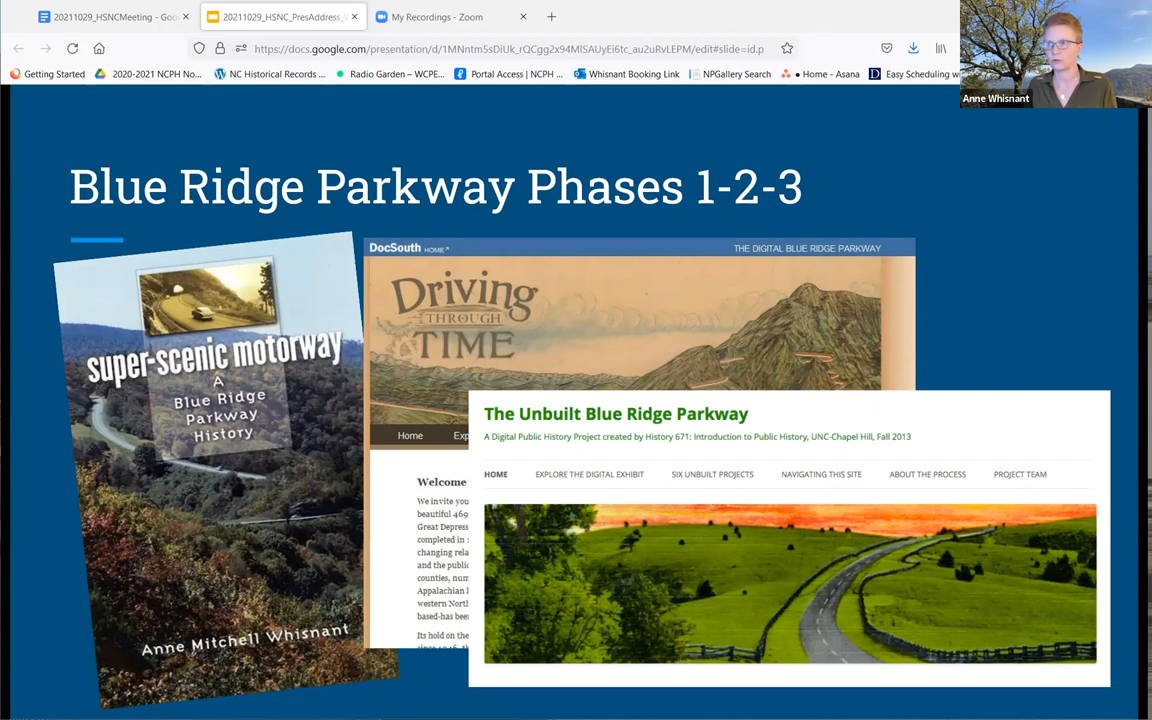 20211029_HSNCMeeting - Goo
20211029_HSNC_PresAddress_
My Recordings - Zoom
https://docs.google.com/presentation/d/1MNntm5sDiUk_rQCgg2x94MlSAUyEi6tc_au2uRvLEPM/edit#slide=id.p
Getting Started
2020-2021 NCPH No...
NC Historical Records ...
Radio Garden – WCPE...
Portal Access | NCPH ...
Whisnant Booking Link
NPGallery Search
• Home - Asana
Easy Scheduling
Anne Whisnant
Blue Ridge Parkway Phases 1-2-3
super-scenic motorway
A
Blue Ridge
Parkway
History
Anne Mitchell Whisnant
DocSouth HOME
THE DIGITAL BLUE RIDGE PARKWAY
Driving
THROUGH
TIME
Home
Exp
Welcome
We invite you
beautiful 469
Great Depress
completed in
changing rela
and the public
counties, num
Appalachian l
western North
based-has bee
Its hold on the
The Unbuilt Blue Ridge Parkway
A Digital Public History Project created by History 671: Introduction to Public History, UNC-Chapel Hill, Fall 2013
HOME
EXPLORE THE DIGITAL EXHIBIT
SIX UNBUILT PROJECTS
NAVIGATING THIS SITE
ABOUT THE PROCESS
PROJECT TEAM